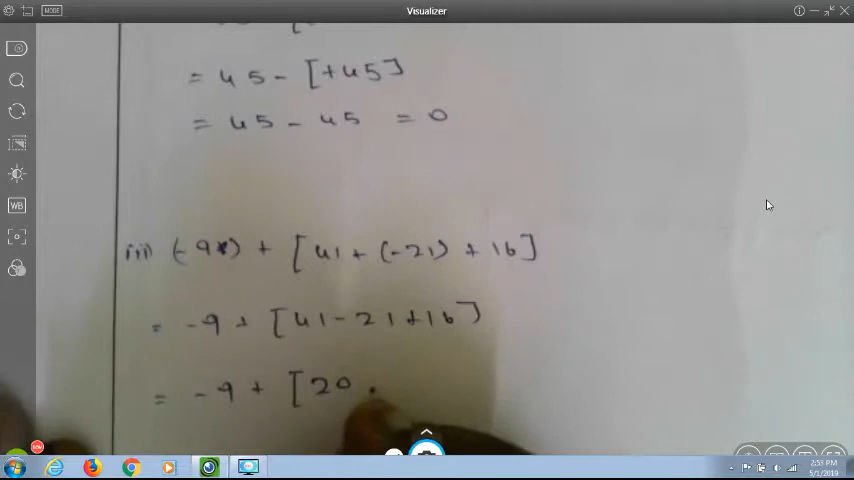 MODE
Visualizer
= 45 - [+45]
= 45 - 45 = 0
iii) (-9) + [41 + (-21) + 16]
= -9 + [41 - 21 + 16]
= -9 + [20
WB
2:53 PM
5/1/2019